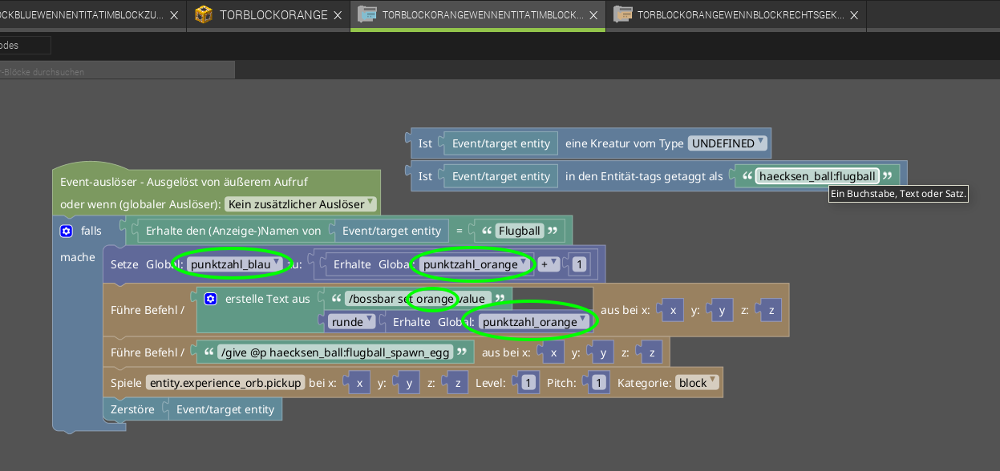 OCKBLUEWENNENTITATIMBLOCKZU... X TORBLOCKORANGE X TORBLOCKORANGEWENNENTITATIMBLOCK... X TORBLOCKORANGEWENNBLOCKRECHTSGEK... X
odes
r-Blöcke durchsuchen
Ist Event/target entity eine Kreatur vom Type UNDEFINED
Ist Event/target entity in den Entität-tags getaggt als “ haecksen_ball:flugball ”
Ein Buchstabe, Text oder Satz.
Event-auslöser - Ausgelöst von äußerem Aufruf
oder wenn (globaler Auslöser): Kein zusätzlicher Auslöser
falls Erhalte den (Anzeige-)Namen von Event/target entity = “ Flugball ”
mache
Setze Global: punktzahl_blau zu: Erhalte Global: punktzahl_orange + 1
Führe Befehl / erstelle Text aus “ /bossbar set orange value ” aus bei x: x y: y z: z
runde Erhalte Global: punktzahl_orange
Führe Befehl / “ /give @p haecksen_ball:flugball_spawn_egg ” aus bei x: x y: y z: z
Spiele entity.experience_orb.pickup bei x: x y: y z: z Level: 1 Pitch: 1 Kategorie: block
Zerstöre Event/target entity